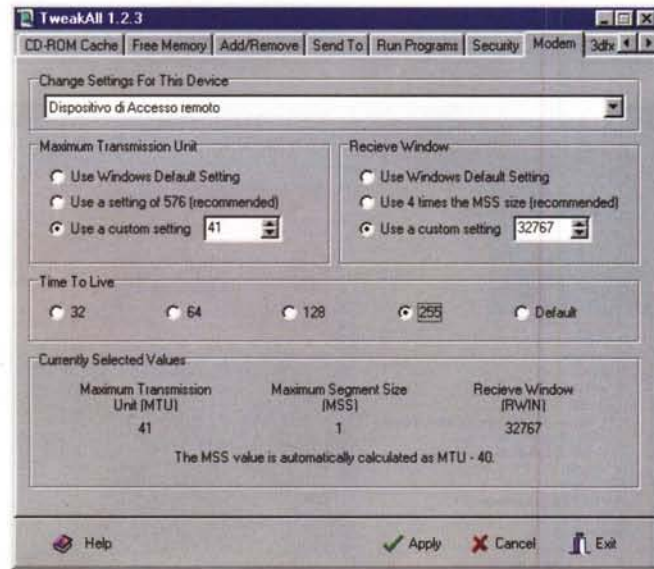 TweakAll 1.2.3
CD-ROM Cache Free Memory Add/Remove Send To Run Programs Security Modem 3dfx
Change Settings For This Device
Dispositivo di Accesso remoto
Maximum Transmission Unit
Use Windows Default Setting
Use a setting of 576 (recommended)
Use a custom setting 41
Recieve Window
Use Windows Default Setting
Use 4 times the MSS size (recommended)
Use a custom setting 32767
Time To Live
32 64 128 255 Default
Currently Selected Values
Maximum Transmission Unit (MTU)
41
Maximum Segment Size (MSS)
1
Recieve Window (RWIN)
32767
The MSS value is automatically calculated as MTU - 40.
Help Apply Cancel Exit